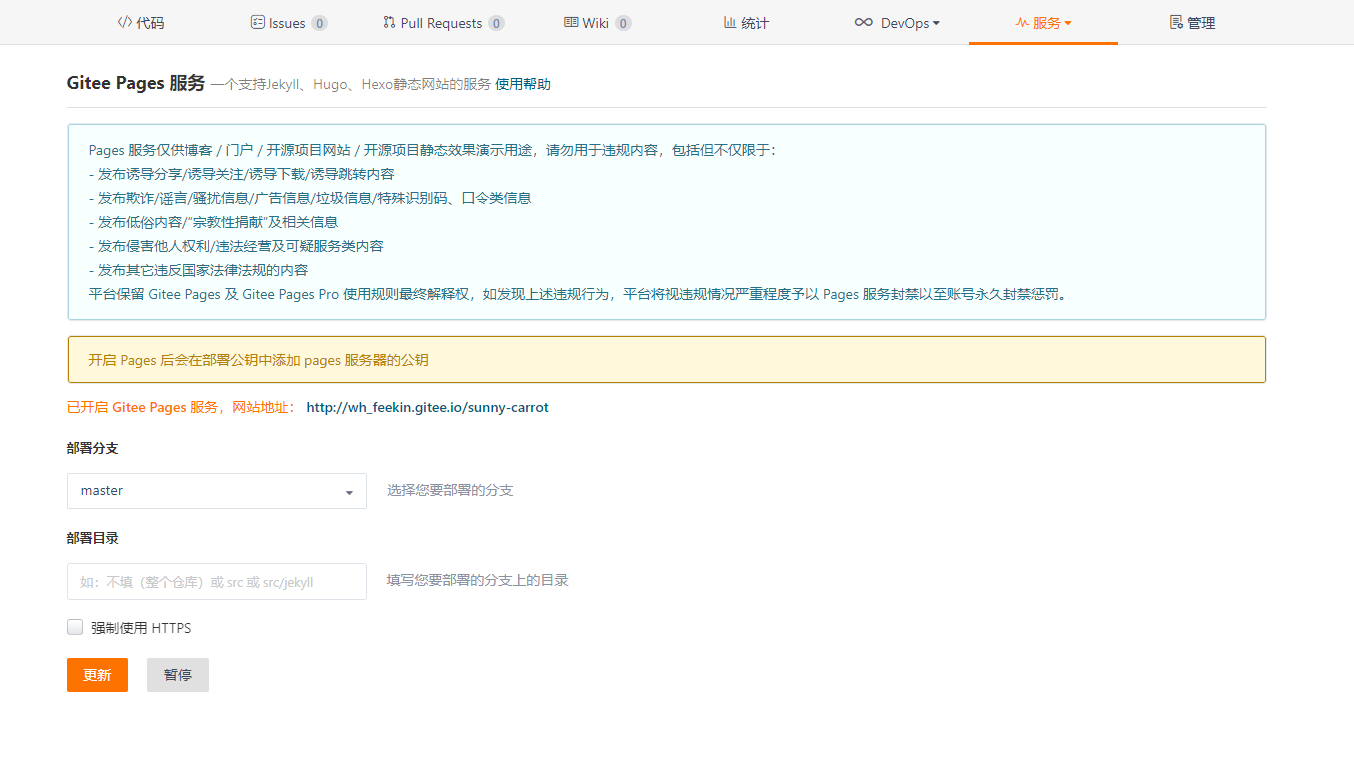 代码 Issues 0 Pull Requests 0 Wiki 0 统计 DevOps 服务 管理
Gitee Pages 服务 一个支持Jekyll、Hugo、Hexo静态网站的服务 使用帮助
Pages 服务仅供博客 / 门户 / 开源项目网站 / 开源项目静态效果演示用途，请勿用于违规内容，包括但不仅限于：
- 发布诱导分享/诱导关注/诱导下载/诱导跳转内容
- 发布欺诈/谣言/骚扰信息/广告信息/垃圾信息/特殊识别码、口令类信息
- 发布低俗内容/“宗教性捐献”及相关信息
- 发布侵害他人权利/违法经营及可疑服务类内容
- 发布其它违反国家法律法规的内容
平台保留 Gitee Pages 及 Gitee Pages Pro 使用规则最终解释权，如发现上述违规行为，平台将视违规情况严重程度予以 Pages 服务封禁以至账号永久封禁惩罚。
开启 Pages 后会在部署公钥中添加 pages 服务器的公钥
已开启 Gitee Pages 服务，网站地址： http://wh_feekin.gitee.io/sunny-carrot
部署分支
master 选择您要部署的分支
部署目录
如：不填（整个仓库）或 src 或 src/jekyll 填写您要部署的分支上的目录
强制使用 HTTPS
更新 暂停